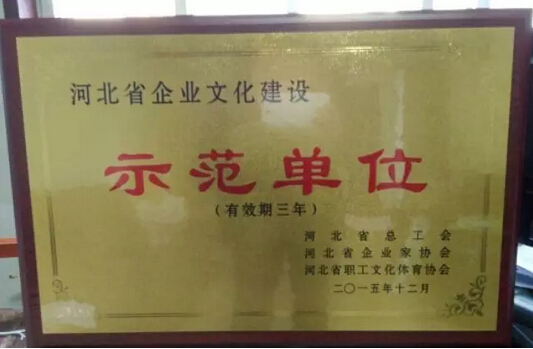 河北省企业文化建设
示范单位
（有效期三年）
河北省总工会
河北省企业家协会
河北省职工文化体育协会
二〇一五年十二月